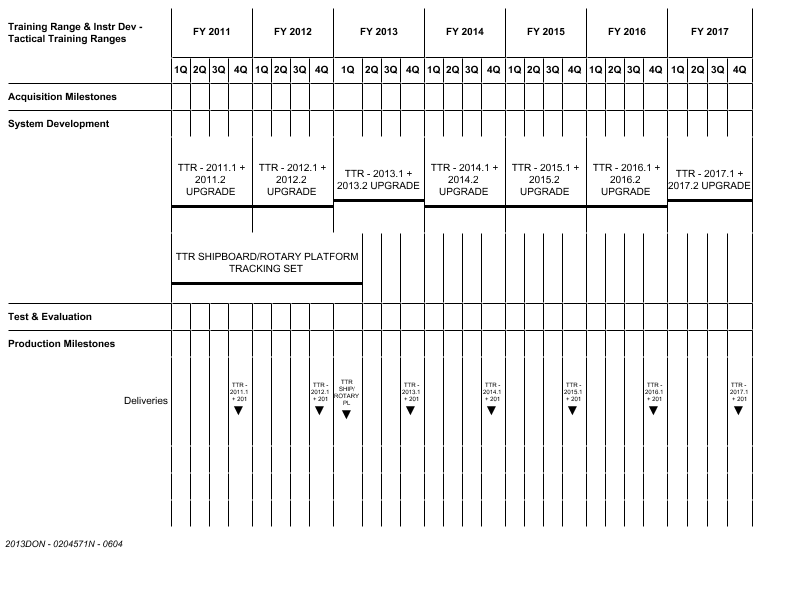 Training Range & Instr Dev -
Tactical Training Ranges
FY 2011 FY 2012 FY 2013 FY 2014 FY 2015 FY 2016 FY 2017
1Q 2Q 3Q 4Q 1Q 2Q 3Q 4Q 1Q 2Q 3Q 4Q 1Q 2Q 3Q 4Q 1Q 2Q 3Q 4Q 1Q 2Q 3Q 4Q 1Q 2Q 3Q 4Q
Acquisition Milestones
System Development
TTR - 2011.1 +
2011.2
UPGRADE
TTR - 2012.1 +
2012.2
UPGRADE
TTR - 2013.1 +
2013.2 UPGRADE
TTR - 2014.1 +
2014.2
UPGRADE
TTR - 2015.1 +
2015.2
UPGRADE
TTR - 2016.1 +
2016.2
UPGRADE
TTR - 2017.1 +
2017.2 UPGRADE
TTR SHIPBOARD/ROTARY PLATFORM
TRACKING SET
Test & Evaluation
Production Milestones
Deliveries
TTR -
2011.1
+ 201
TTR -
2012.1
+ 201
TTR
SHIP/
ROTARY
PL
TTR -
2013.1
+ 201
TTR -
2014.1
+ 201
TTR -
2015.1
+ 201
TTR -
2016.1
+ 201
TTR -
2017.1
+ 201
2013DON - 0204571N - 0604